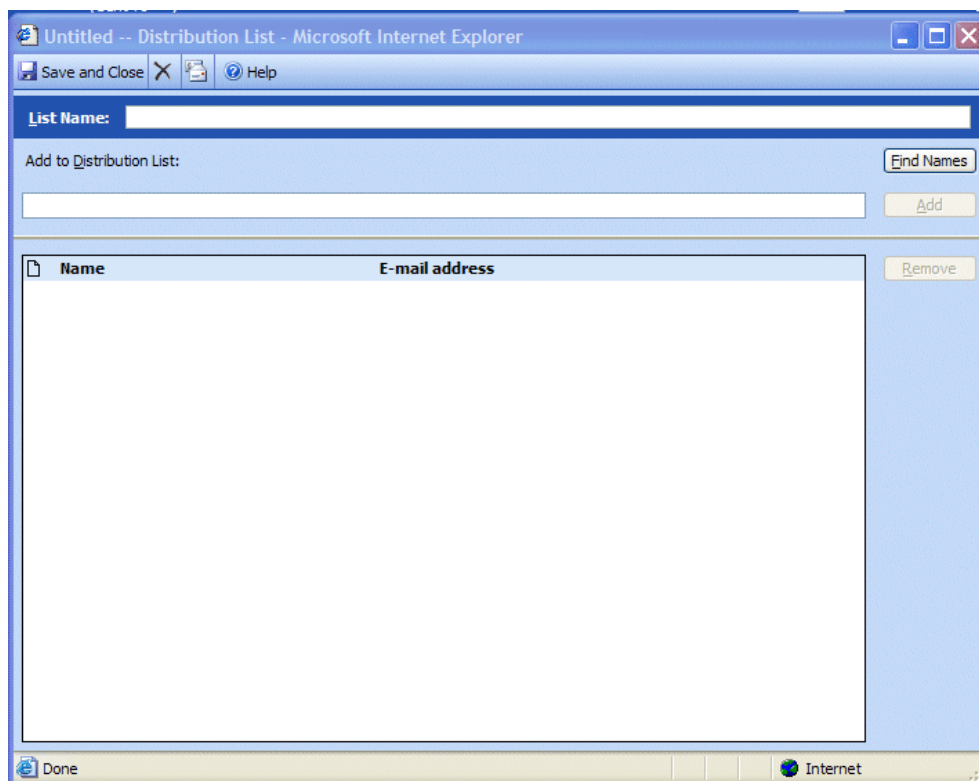 Untitled -- Distribution List - Microsoft Internet Explorer
Save and Close Help
List Name:
Add to Distribution List:
Find Names
Add
Name E-mail address
Remove
Done Internet